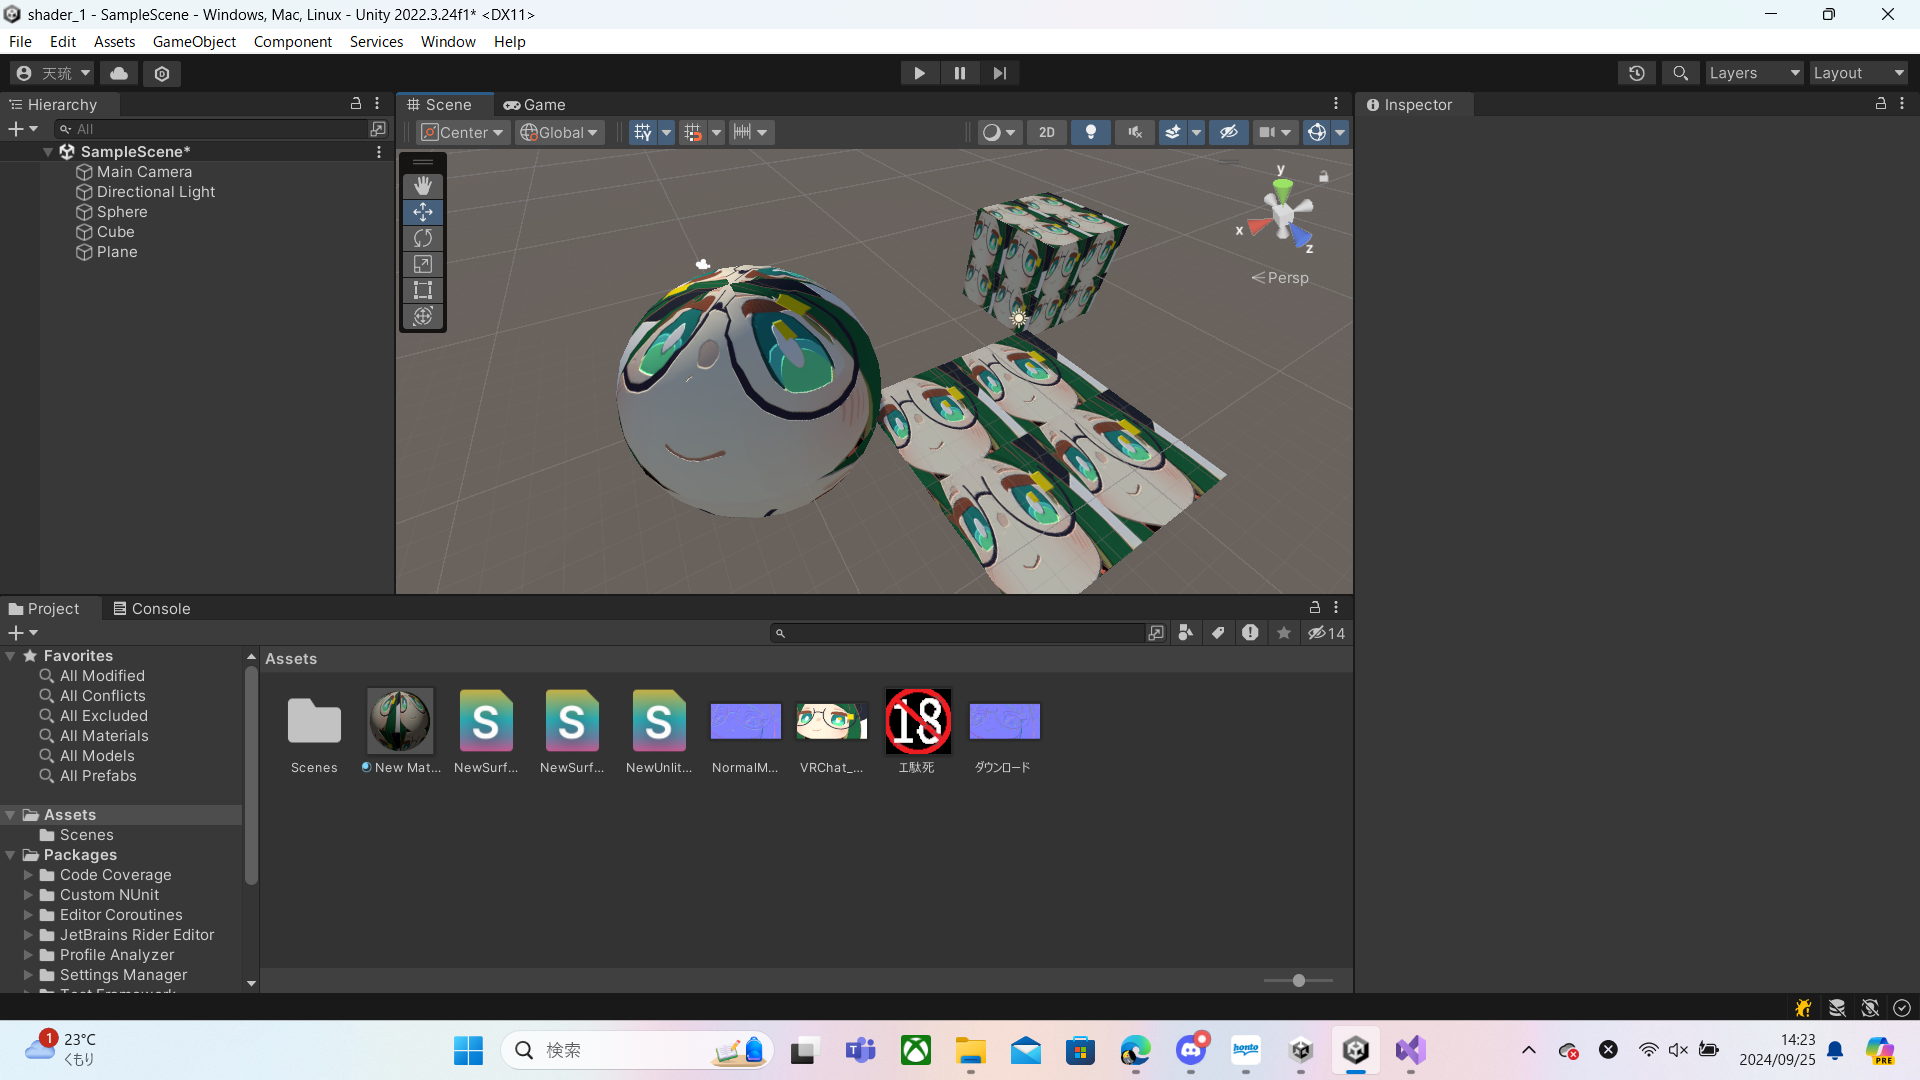 shader_1 - SampleScene - Windows, Mac, Linux - Unity 2022.3.24f1* <DX11>
File Edit Assets GameObject Component Services Window Help
天琉
Layers
Layout
Hierarchy
All
SampleScene*
Main Camera
Directional Light
Sphere
Cube
Plane
Scene
Game
Center
Global
2D
y
x
z
Persp
Inspector
Project
Console
14
Favorites
All Modified
All Conflicts
All Excluded
All Materials
All Models
All Prefabs
Assets
Scenes
Packages
Code Coverage
Custom NUnit
Editor Coroutines
JetBrains Rider Editor
Profile Analyzer
Settings Manager
Test Framework
Assets
S S S 18
Scenes New Mat... NewSurf... NewSurf... NewUnlit... NormalM... VRChat_... エ駄死 ダウンロード
1
23°C
くもり
検索
honto
14:23
2024/09/25
PRE